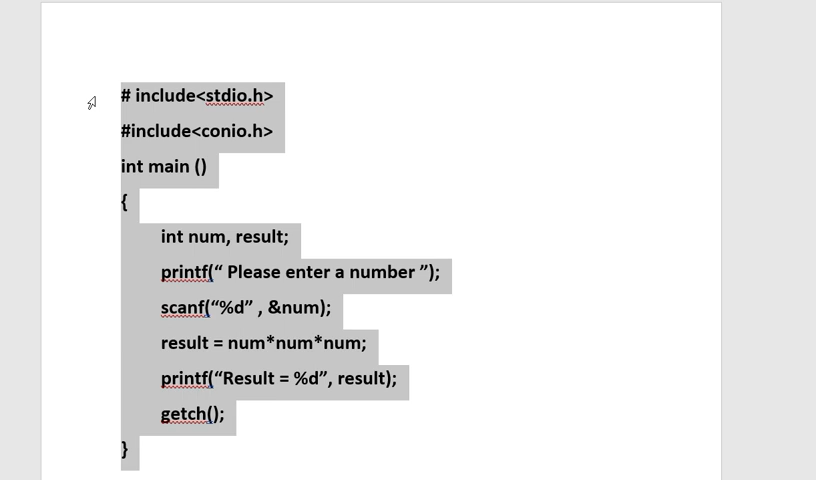 # include<stdio.h>
#include<conio.h>
int main ()
{
int num, result;
printf(“ Please enter a number ”);
scanf(“%d” , &num);
result = num*num*num;
printf(“Result = %d”, result);
getch();
}